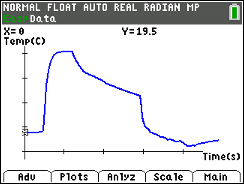 NORMAL FLOAT AUTO REAL RADIAN MP
Data
X=0 Y=19.5
Temp(C)
Time(s)
Adv Plots Anlyz Scale Main